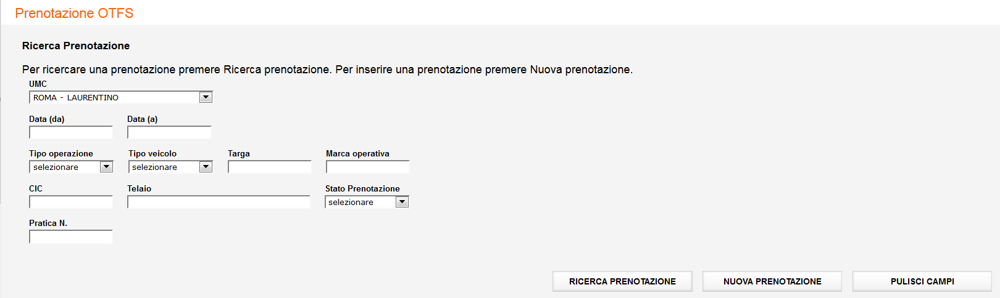 Prenotazione OTFS
Ricerca Prenotazione
Per ricercare una prenotazione premere Ricerca prenotazione. Per inserire una prenotazione premere Nuova prenotazione.
UMC
ROMA - LAURENTINO
Data (da) Data (a)
Tipo operazione Tipo veicolo Targa Marca operativa
selezionare selezionare
CIC Telaio Stato Prenotazione
selezionare
Pratica N.
RICERCA PRENOTAZIONE NUOVA PRENOTAZIONE PULISCI CAMPI